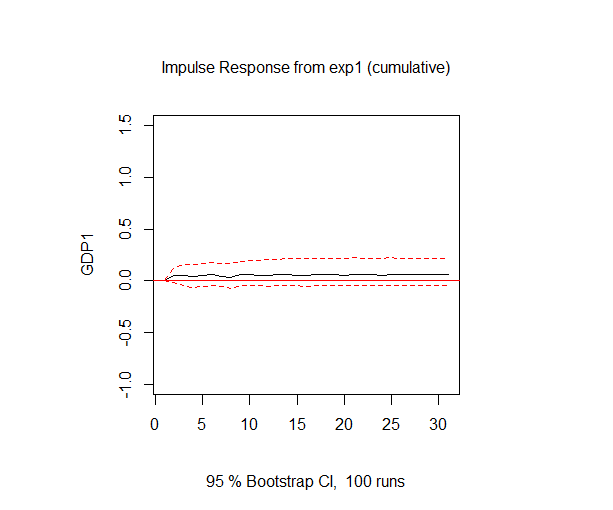 Impulse Response from exp1 (cumulative)
1.5
1.0
0.5
0.0
-0.5
-1.0
GDP1
0 5 10 15 20 25 30
95 % Bootstrap CI,  100 runs